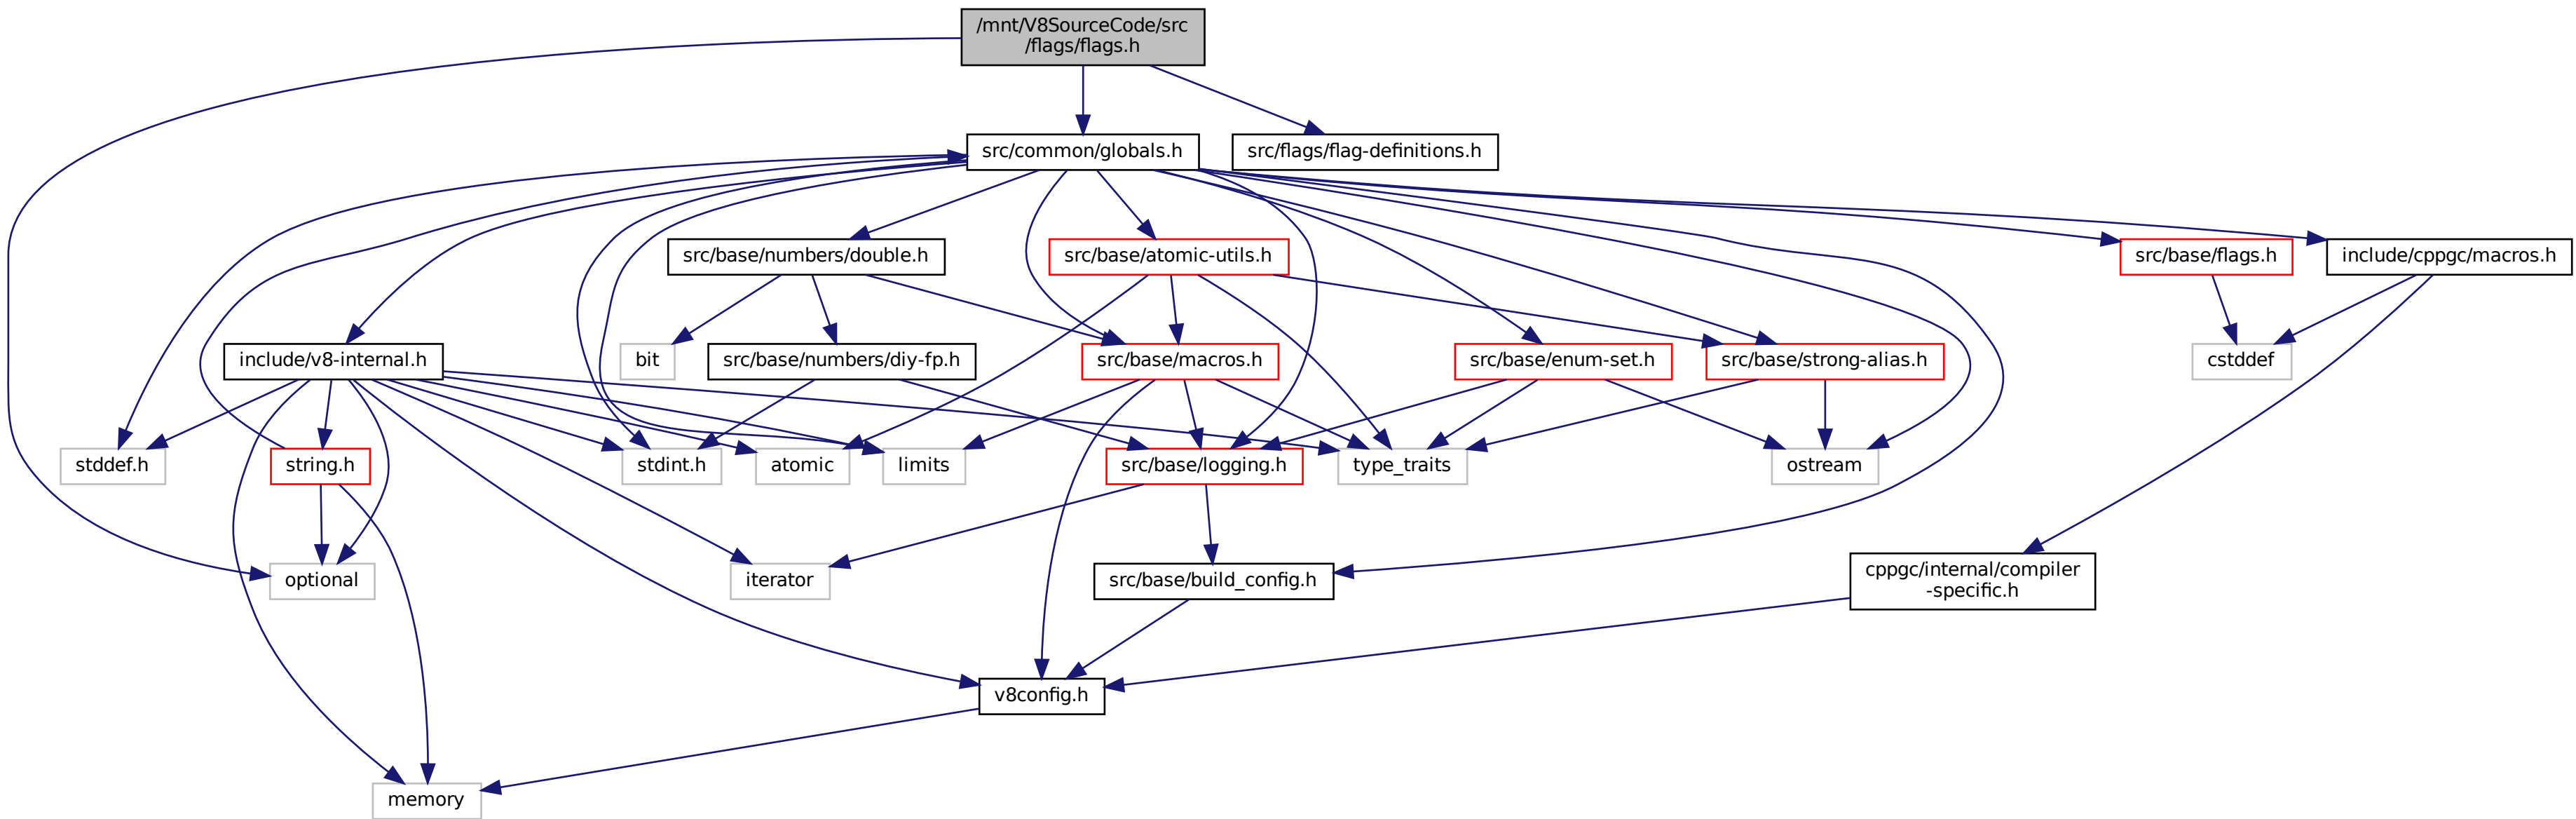 /mnt/V8SourceCode/src
/flags/flags.h
src/common/globals.h
src/flags/flag-definitions.h
src/base/numbers/double.h
src/base/atomic-utils.h
src/base/flags.h
include/cppgc/macros.h
include/v8-internal.h
bit
src/base/numbers/diy-fp.h
src/base/macros.h
src/base/enum-set.h
src/base/strong-alias.h
cstddef
stddef.h
string.h
stdint.h
atomic
limits
src/base/logging.h
type_traits
ostream
optional
iterator
src/base/build_config.h
cppgc/internal/compiler
-specific.h
v8config.h
memory